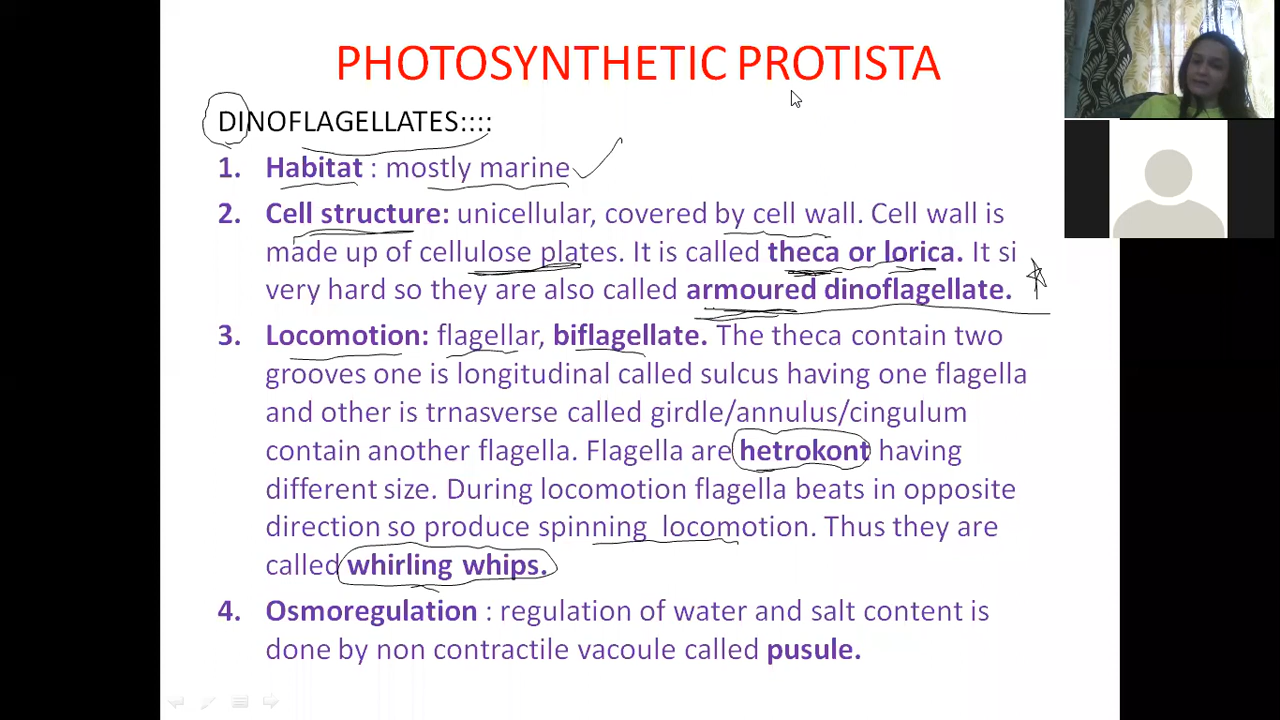 PHOTOSYNTHETIC PROTISTA
DINOFLAGELLATES::::
1. Habitat : mostly marine
2. Cell structure: unicellular, covered by cell wall. Cell wall is
made up of cellulose plates. It is called theca or lorica. It si
very hard so they are also called armoured dinoflagellate.
3. Locomotion: flagellar, biflagellate. The theca contain two
grooves one is longitudinal called sulcus having one flagella
and other is trnasverse called girdle/annulus/cingulum
contain another flagella. Flagella are hetrokont having
different size. During locomotion flagella beats in opposite
direction so produce spinning locomotion. Thus they are
called whirling whips.
4. Osmoregulation : regulation of water and salt content is
done by non contractile vacoule called pusule.